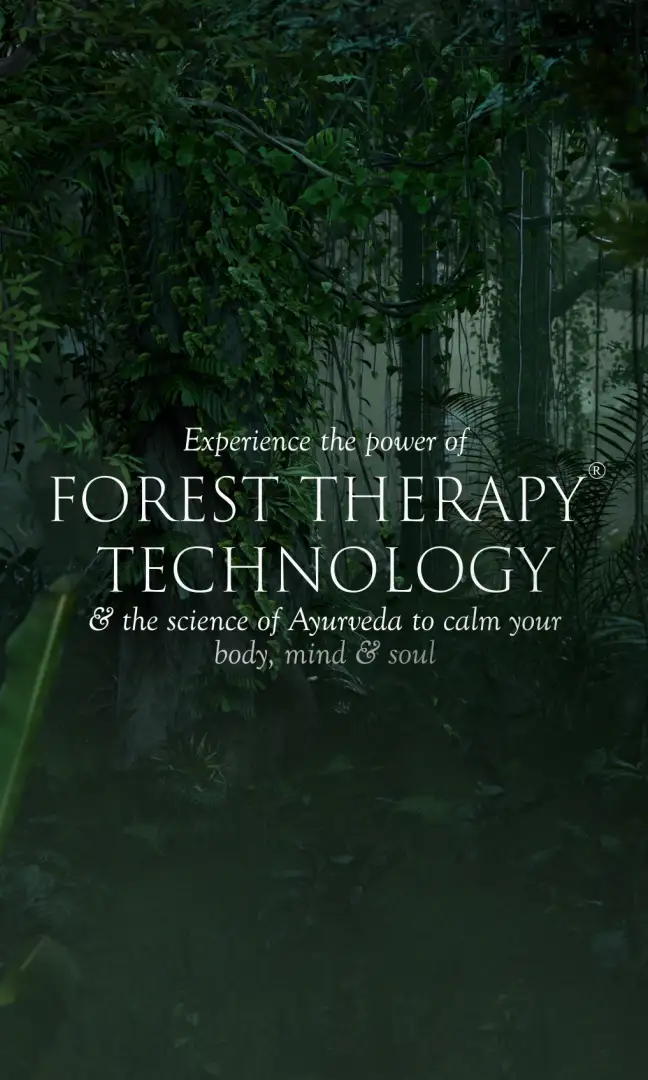 Experience the power of
FOREST THERAPY®
TECHNOLOGY
& the science of Ayurveda to calm your
body, mind & soul